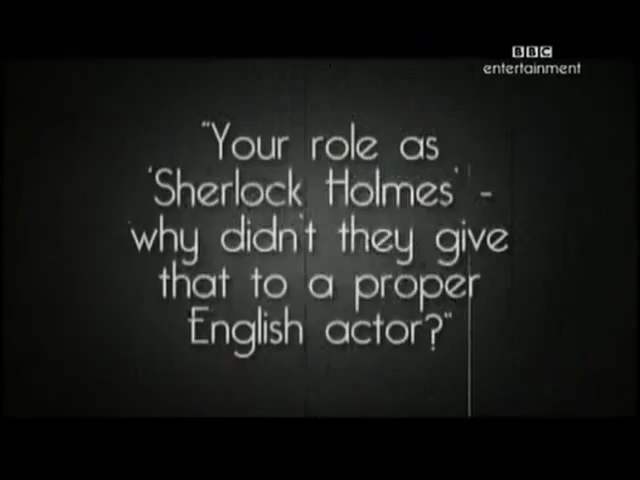 BBC
entertainment
"Your role as
'Sherlock Holmes' -
why didn't they give
that to a proper
English actor?"